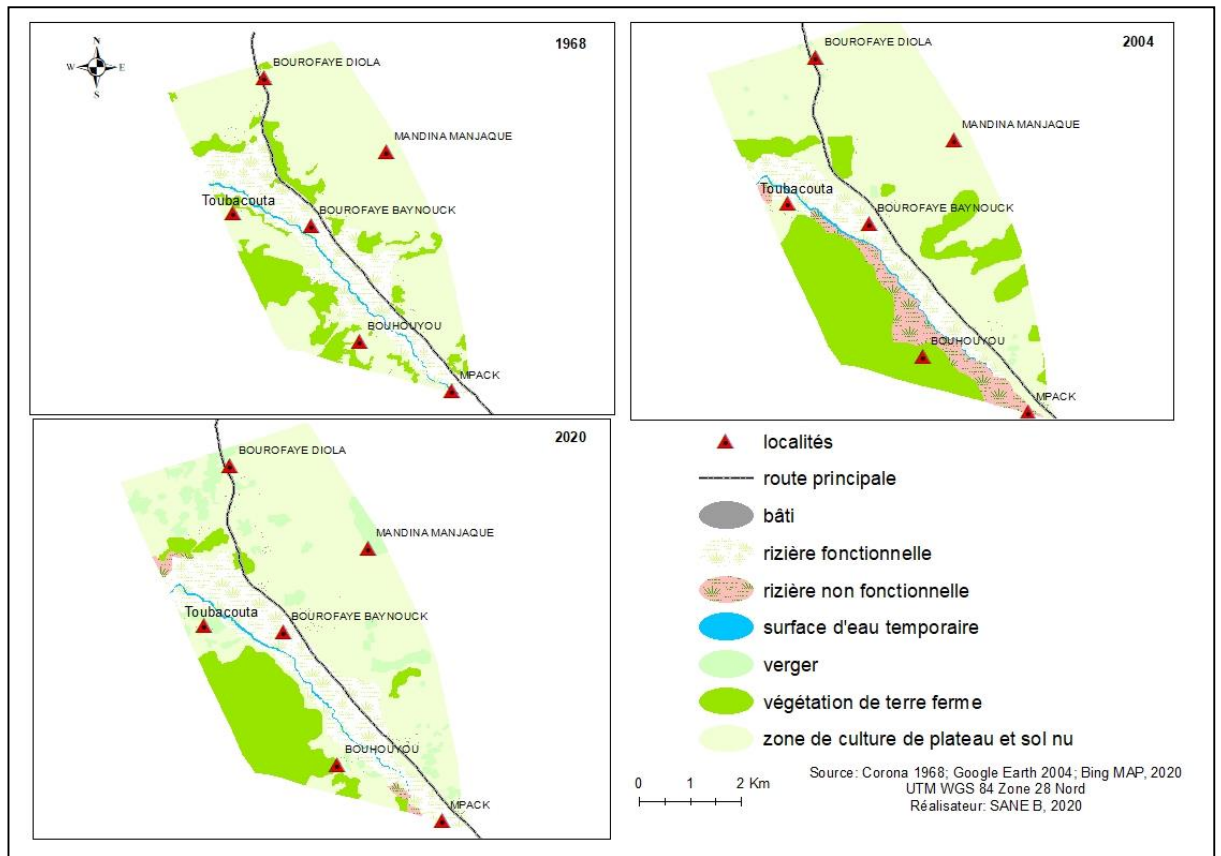 1968
N
W E
S
BOUROFAYE DIOLA
MANDINA MANJAQUE
Toubacouta
BOUROFAYE BAYNOUCK
BOUHOUYOU
MPACK
2004
BOUROFAYE DIOLA
MANDINA MANJAQUE
Toubacouta
BOUROFAYE BAYNOUCK
BOUHOUYOU
MPACK
2020
BOUROFAYE DIOLA
MANDINA MANJAQUE
Toubacouta
BOUROFAYE BAYNOUCK
BOUHOUYOU
MPACK
localités
route principale
bâti
rizière fonctionnelle
rizière non fonctionnelle
surface d'eau temporaire
verger
végétation de terre ferme
zone de culture de plateau et sol nu
0 1 2 Km
Source: Corona 1968; Google Earth 2004; Bing MAP, 2020
UTM WGS 84 Zone 28 Nord
Réalisateur: SANE B, 2020